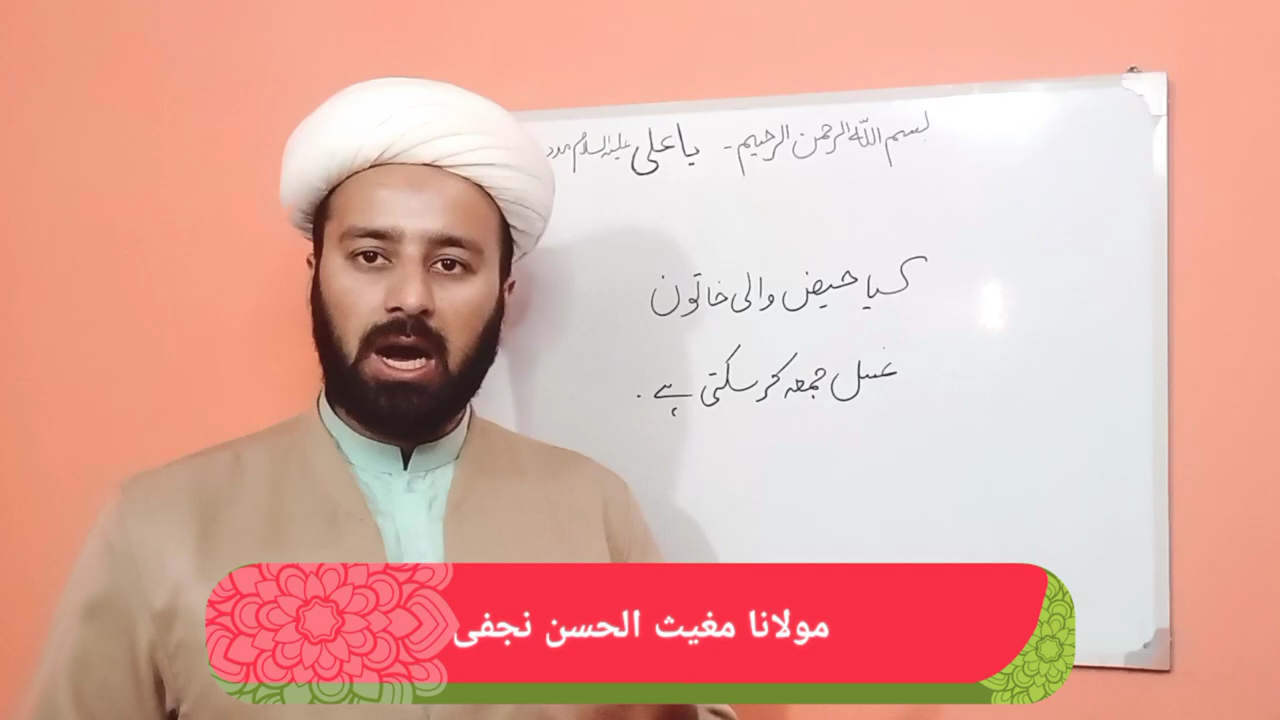 بسم اللہ الرحمن الرحیم - یا علی علیہ السلام مدد
کیا حیض والی خاتون
غسل جمعہ کر سکتی ہے .
مولانا مغیث الحسن نجفی